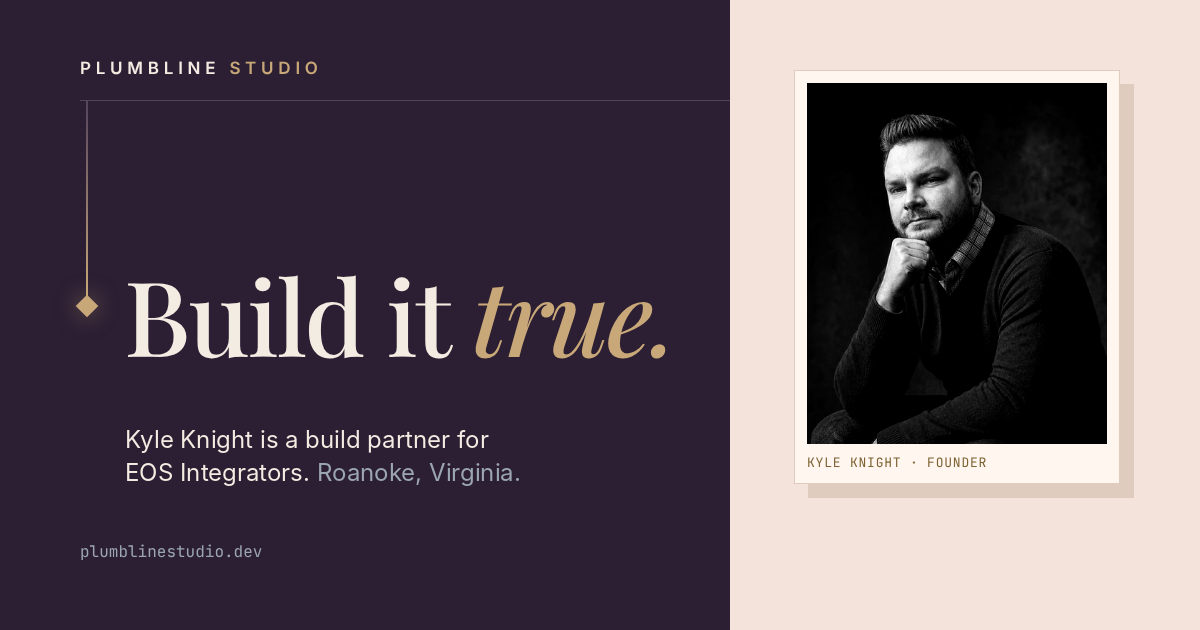 PLUMBLINE STUDIO
Build it true.
Kyle Knight is a build partner for
EOS Integrators. Roanoke, Virginia.
plumblinestudio.dev
KYLE KNIGHT · FOUNDER